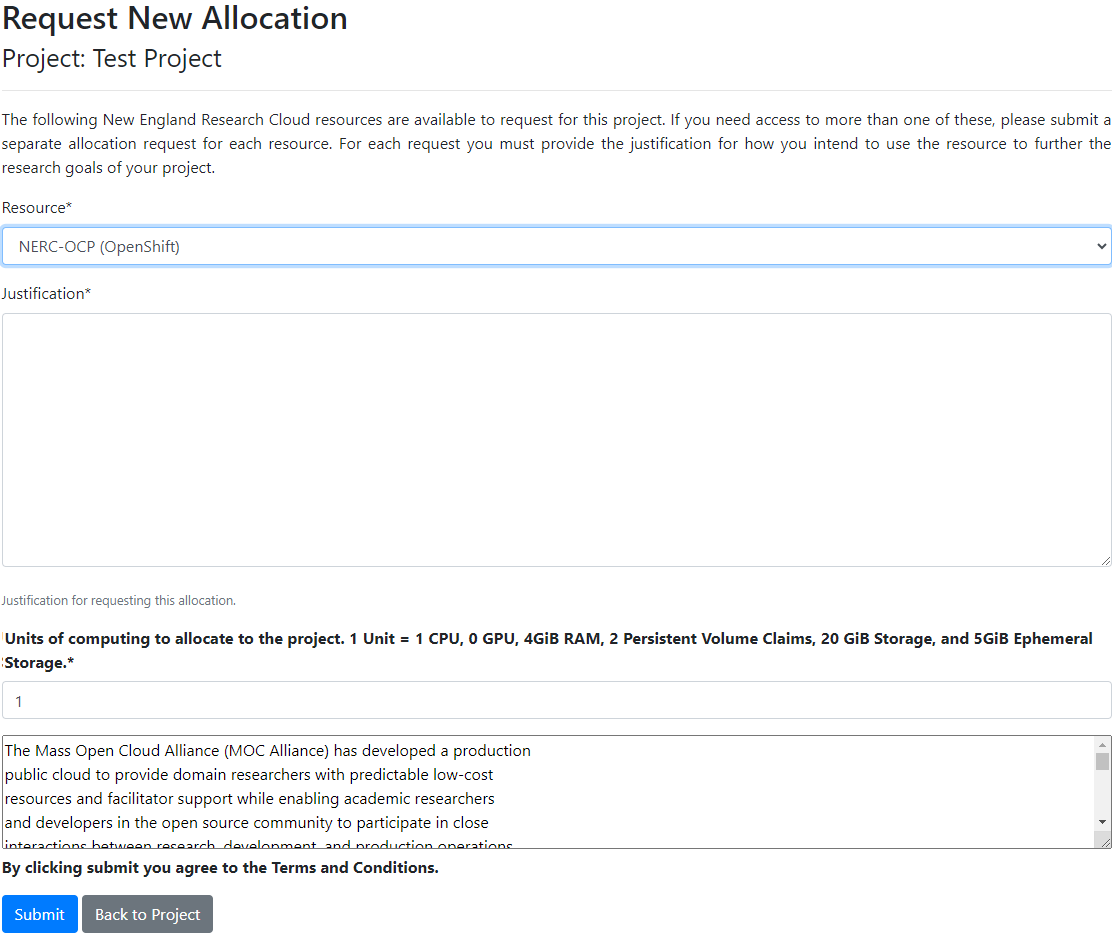 Request New Allocation
Project: Test Project
The following New England Research Cloud resources are available to request for this project. If you need access to more than one of these, please submit a
separate allocation request for each resource. For each request you must provide the justification for how you intend to use the resource to further the
research goals of your project.
Resource*
NERC-OCP (OpenShift)
Justification*
Justification for requesting this allocation.
Units of computing to allocate to the project. 1 Unit = 1 CPU, 0 GPU, 4GiB RAM, 2 Persistent Volume Claims, 20 GiB Storage, and 5GiB Ephemeral
Storage.*
1
The Mass Open Cloud Alliance (MOC Alliance) has developed a production
public cloud to provide domain researchers with predictable low-cost
resources and facilitator support while enabling academic researchers
and developers in the open source community to participate in close
interactions between research, development, and production operations
By clicking submit you agree to the Terms and Conditions.
Submit Back to Project